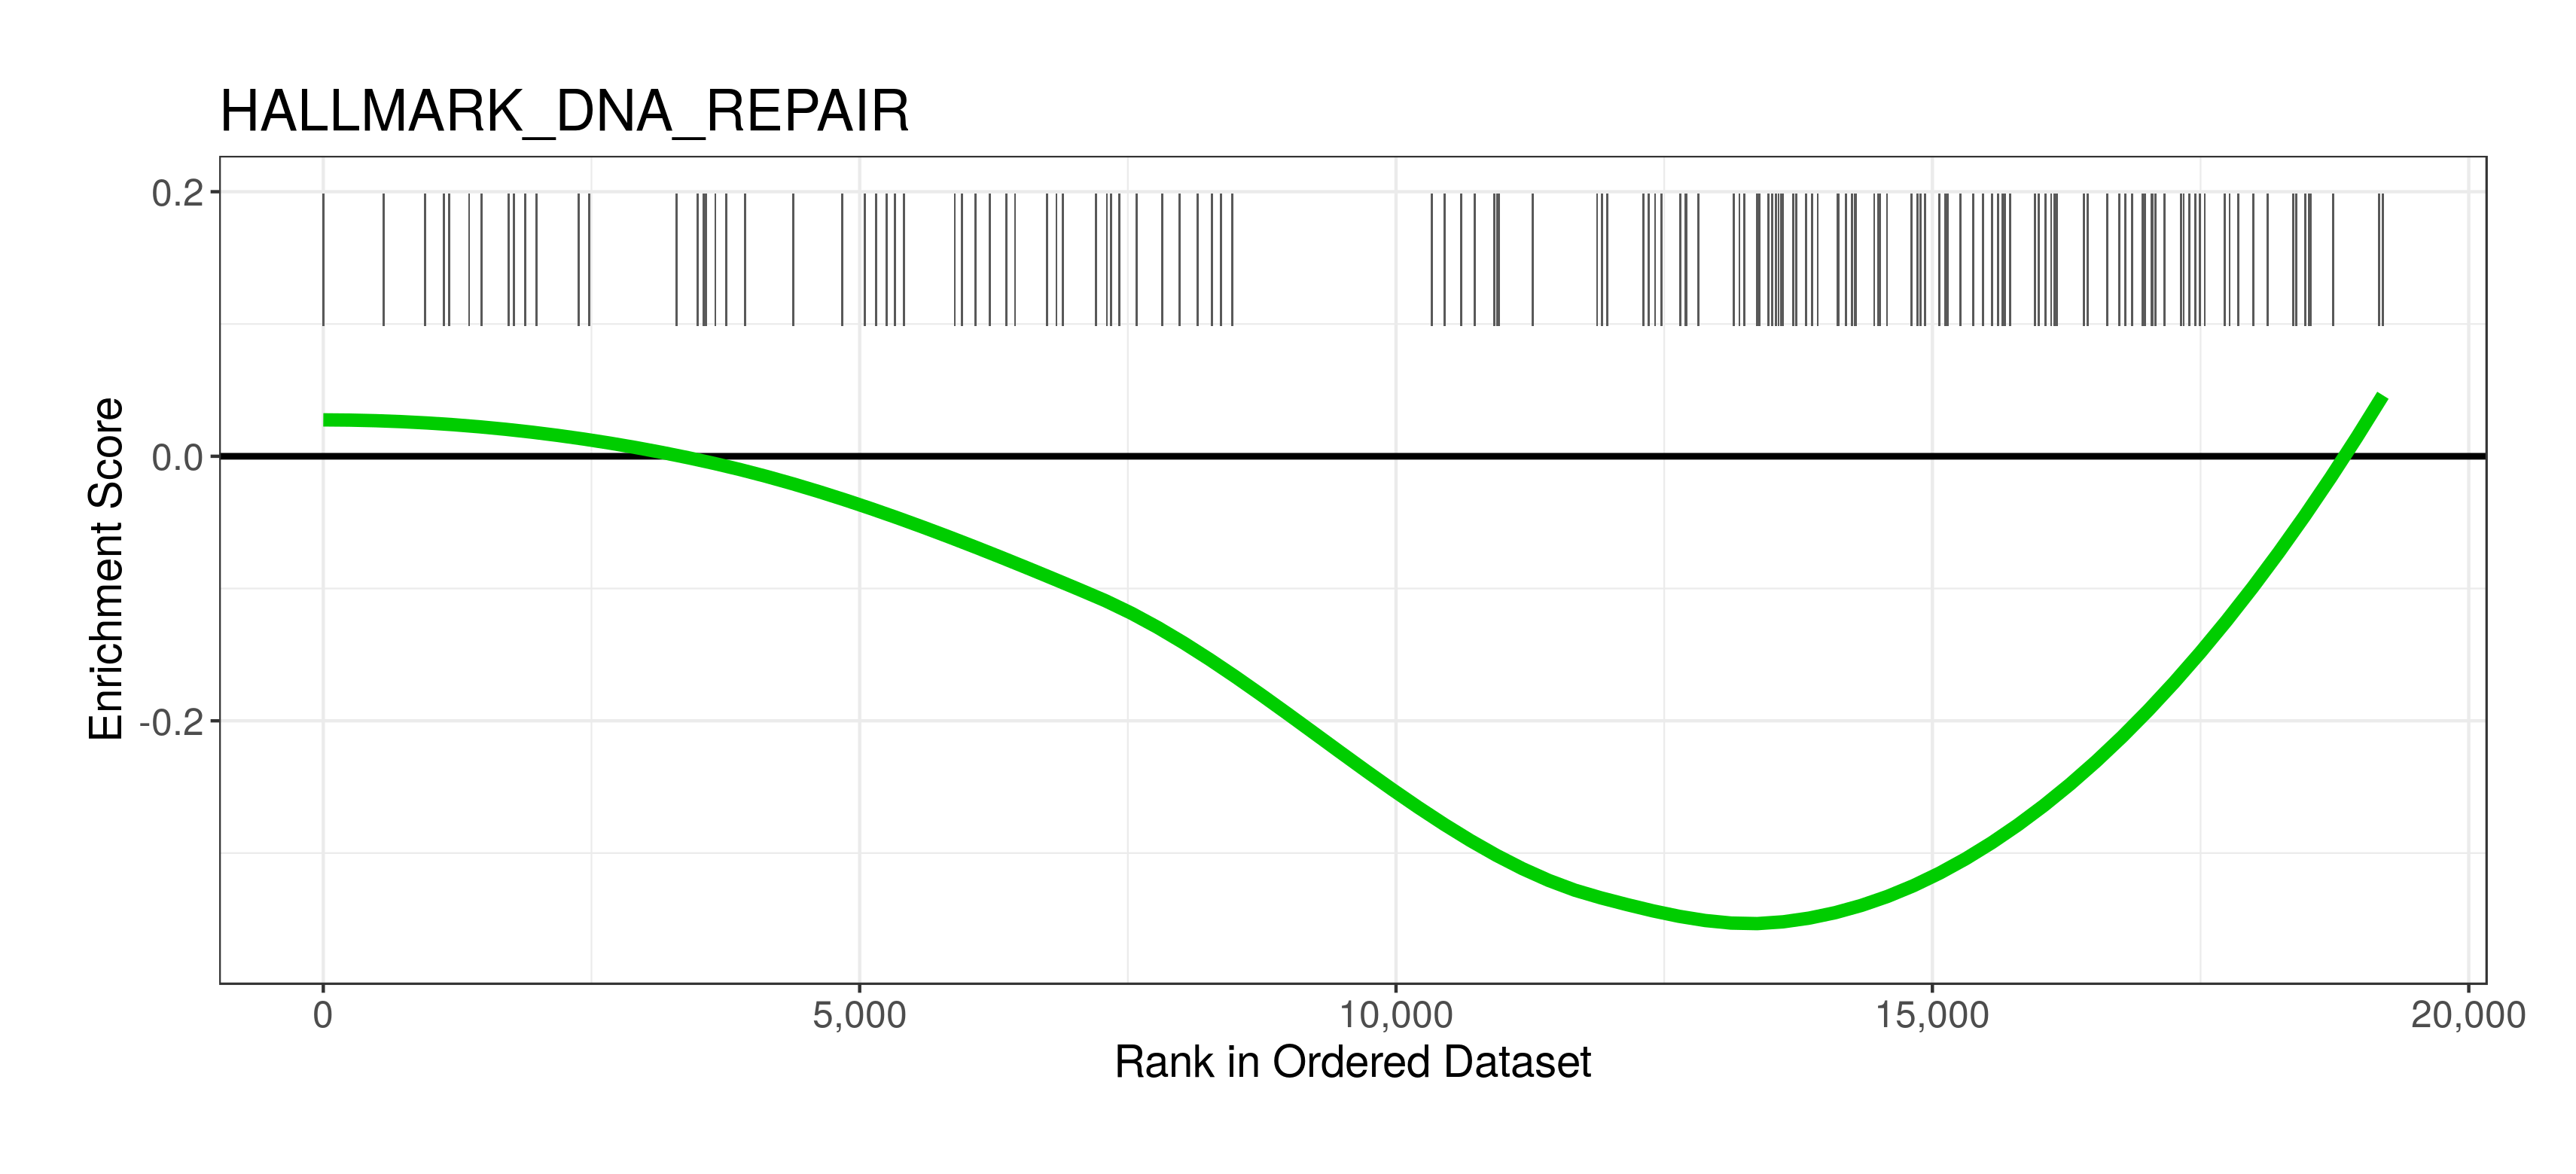 HALLMARK_DNA_REPAIR
Enrichment Score
0.2
0.0
-0.2
0
5,000
10,000
15,000
20,000
Rank in Ordered Dataset